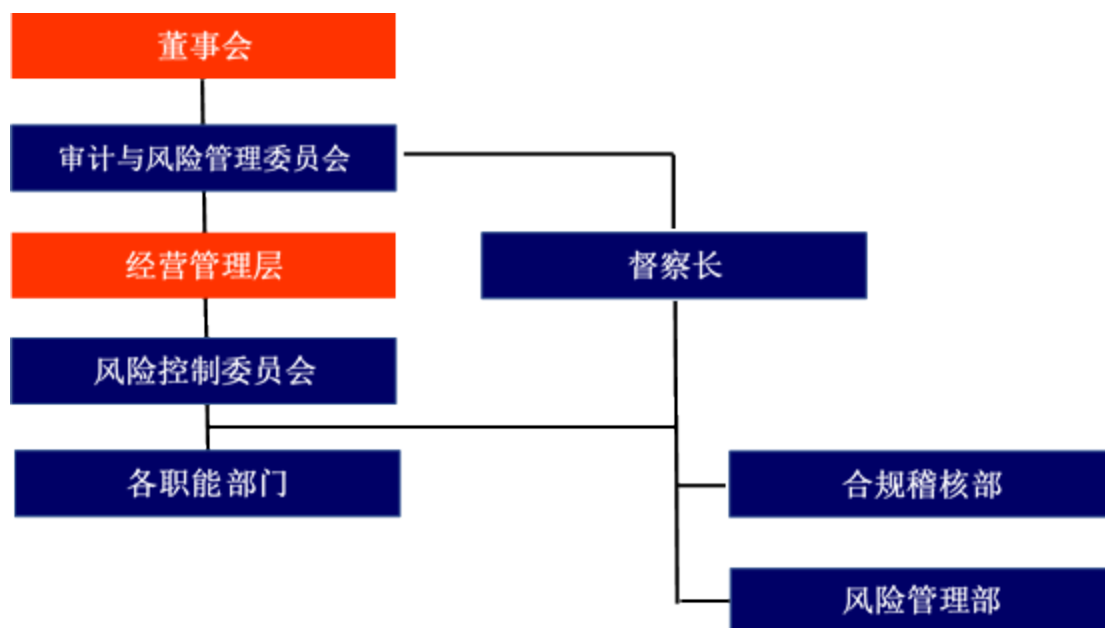 董事会
审计与风险管理委员会
经营管理层
督察长
风险控制委员会
各职能部门
合规稽核部
风险管理部